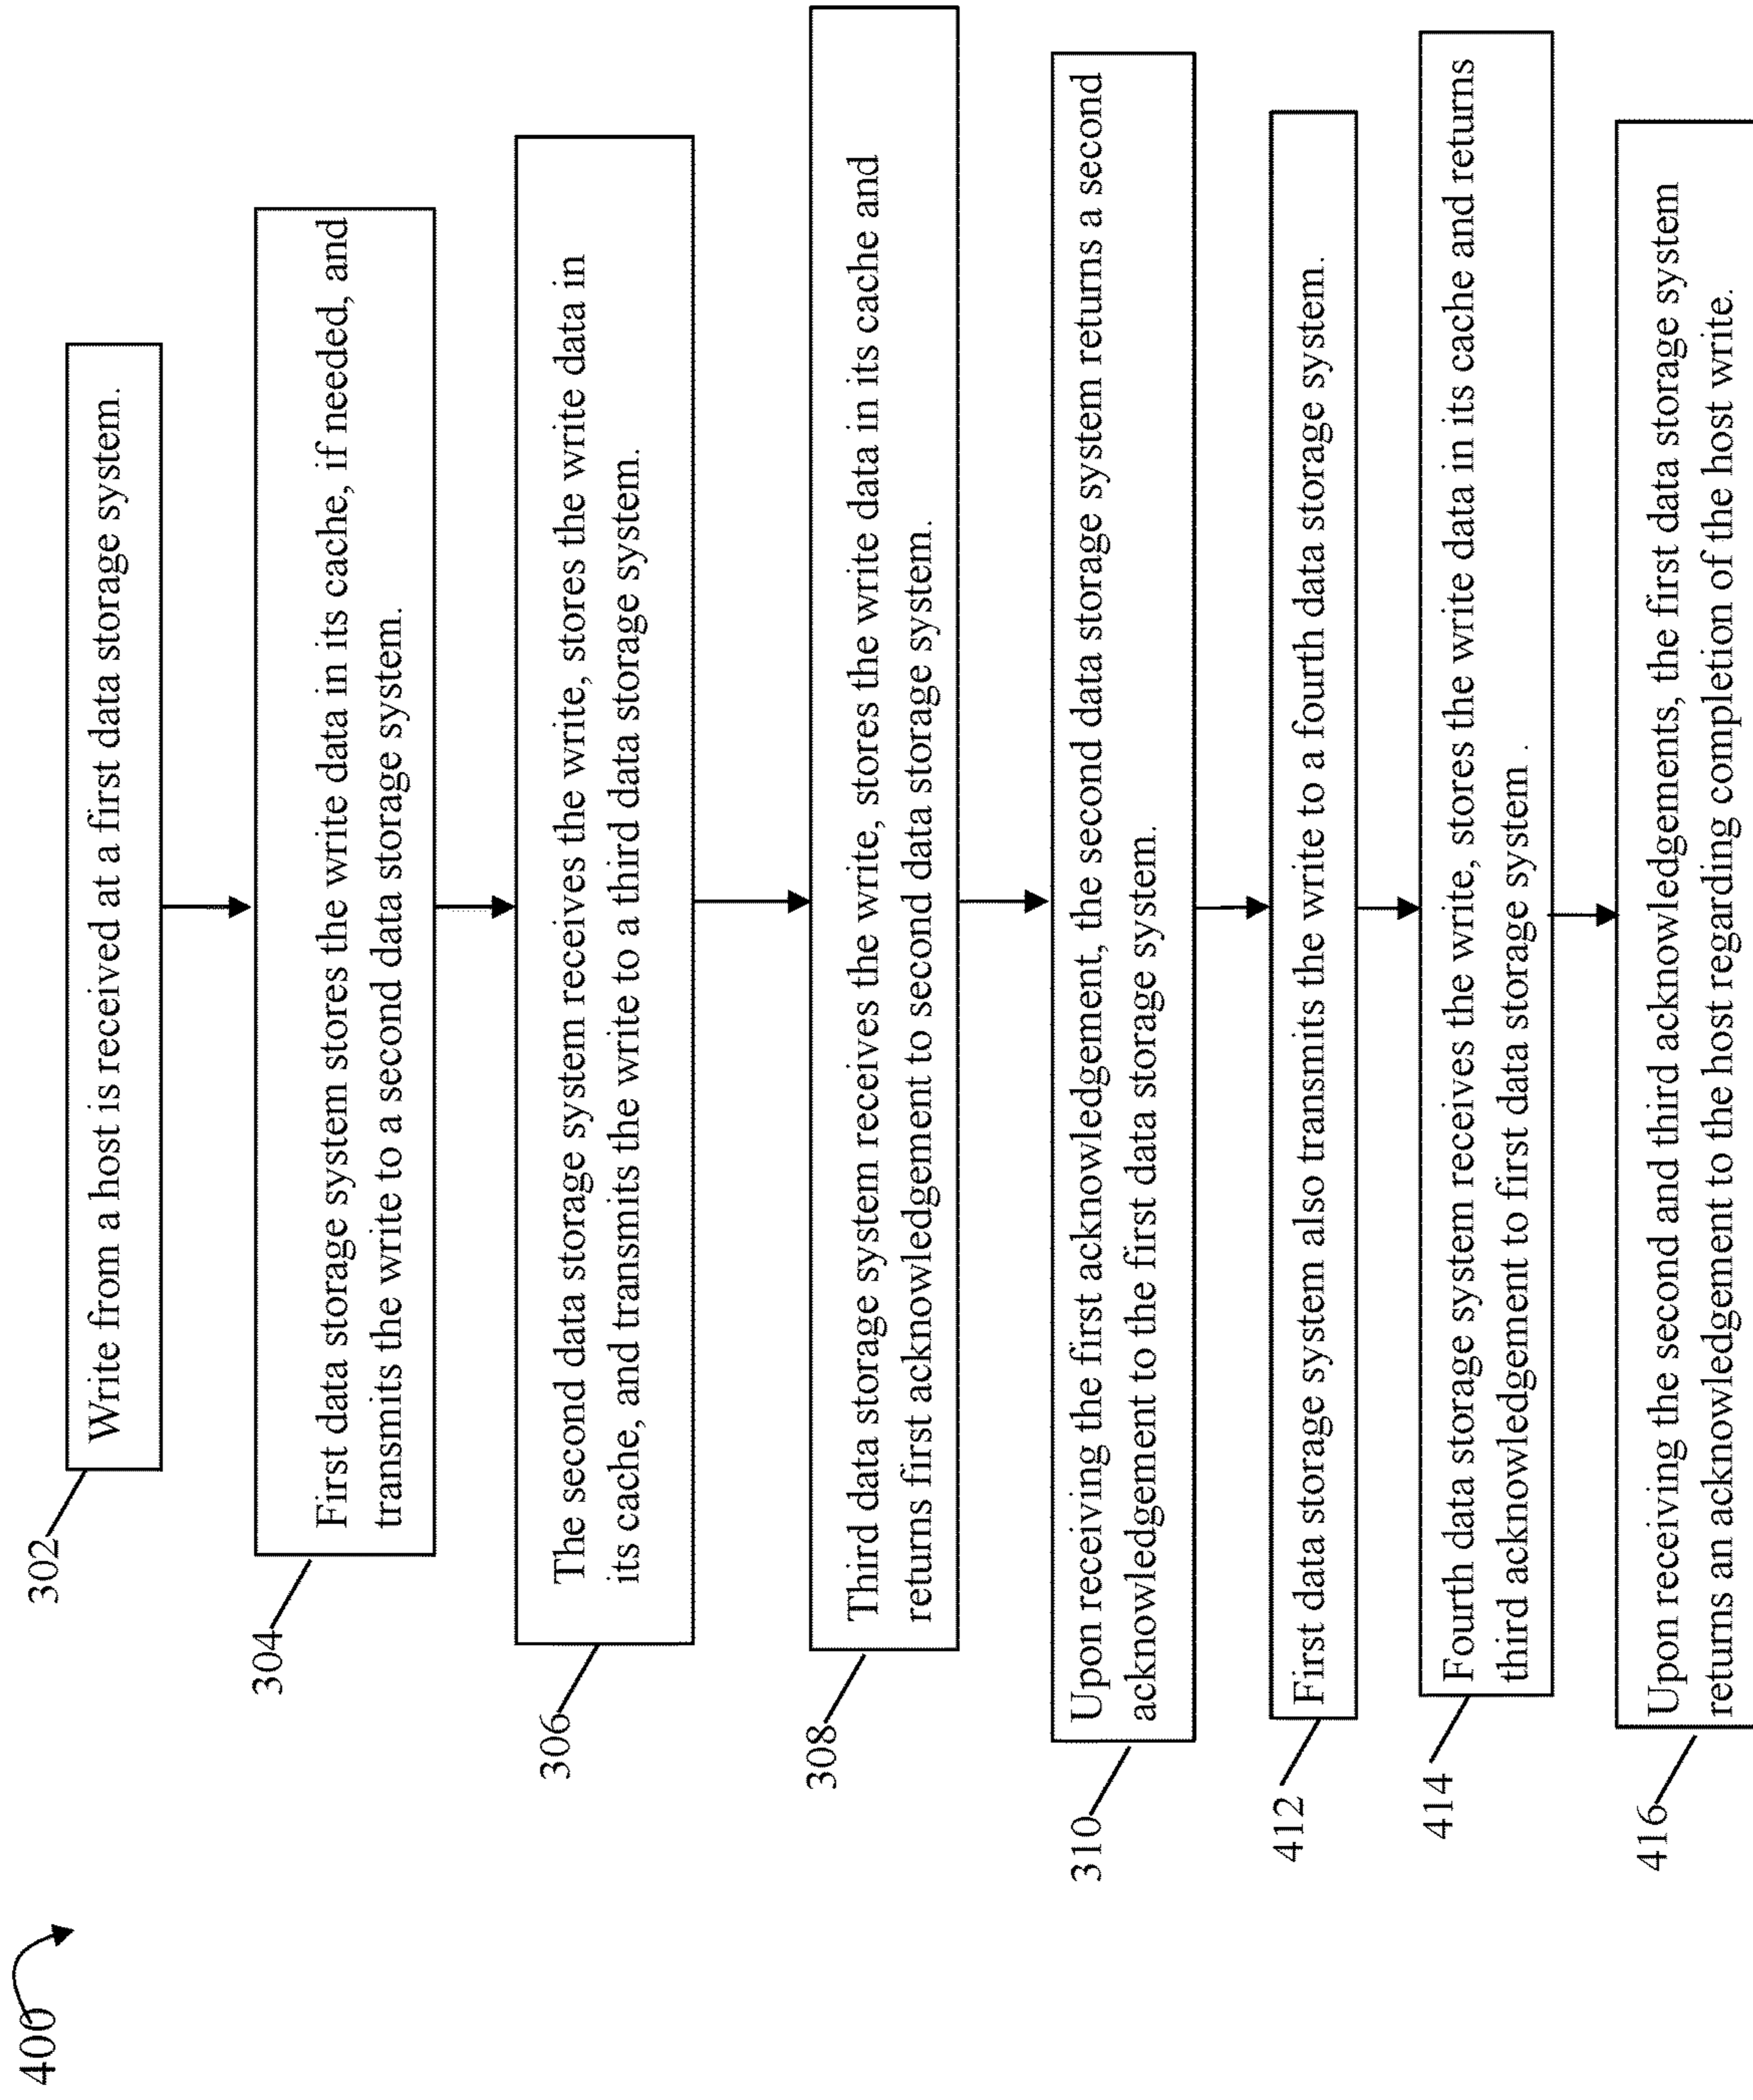 400
302
Write from a host is received at a first data storage system.
304
First data storage system stores the write data in its cache, if needed, and
transmits the write to a second data storage system.
306
The second data storage system receives the write, stores the write data in
its cache, and transmits the write to a third data storage system.
308
Third data storage system receives the write, stores the write data in its cache and
returns first acknowledgement to second data storage system.
310
Upon receiving the first acknowledgement, the second data storage system returns a second
acknowledgement to the first data storage system.
412
First data storage system also transmits the write to a fourth data storage system.
414
Fourth data storage system receives the write, stores the write data in its cache and returns
third acknowledgement to first data storage system .
416
Upon receiving the second and third acknowledgements, the first data storage system
returns an acknowledgement to the host regarding completion of the host write.